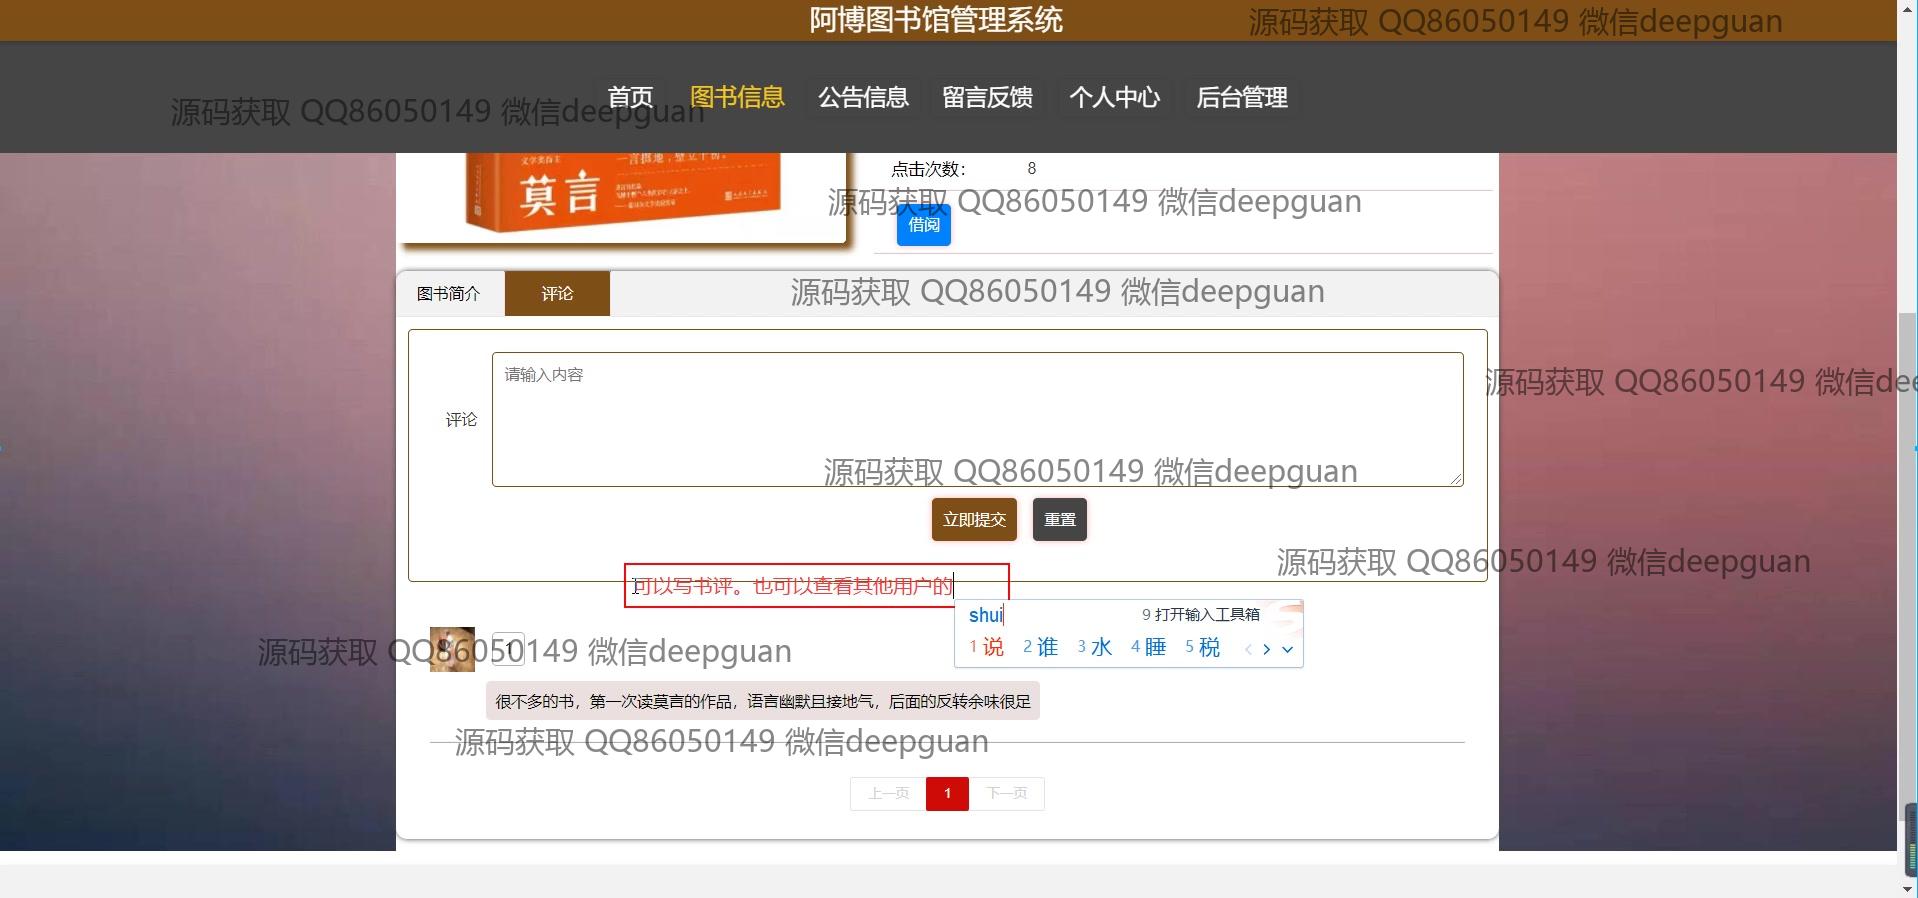 阿博图书馆管理系统
源码获取 QQ86050149 微信deepguan
首页 图书信息 公告信息 留言反馈 个人中心 后台管理
源码获取 QQ86050149 微信deepguan
文学奖得主
一言掷地，壁立千仞。
莫言
点击次数： 8
源码获取 QQ86050149 微信deepguan
借阅
图书简介 评论
源码获取 QQ86050149 微信deepguan
请输入内容
源码获取 QQ86050149 微信dee
评论
源码获取 QQ86050149 微信deepguan
立即提交 重置
源码获取 QQ86050149 微信deepguan
可以写书评。也可以查看其他用户的
shui 9 打开输入工具箱
1 说 2 谁 3 水 4 睡 5 税
源码获取 QQ86050149 微信deepguan
1
很不多的书，第一次读莫言的作品，语言幽默且接地气，后面的反转余味很足
源码获取 QQ86050149 微信deepguan
上一页 1 下一页